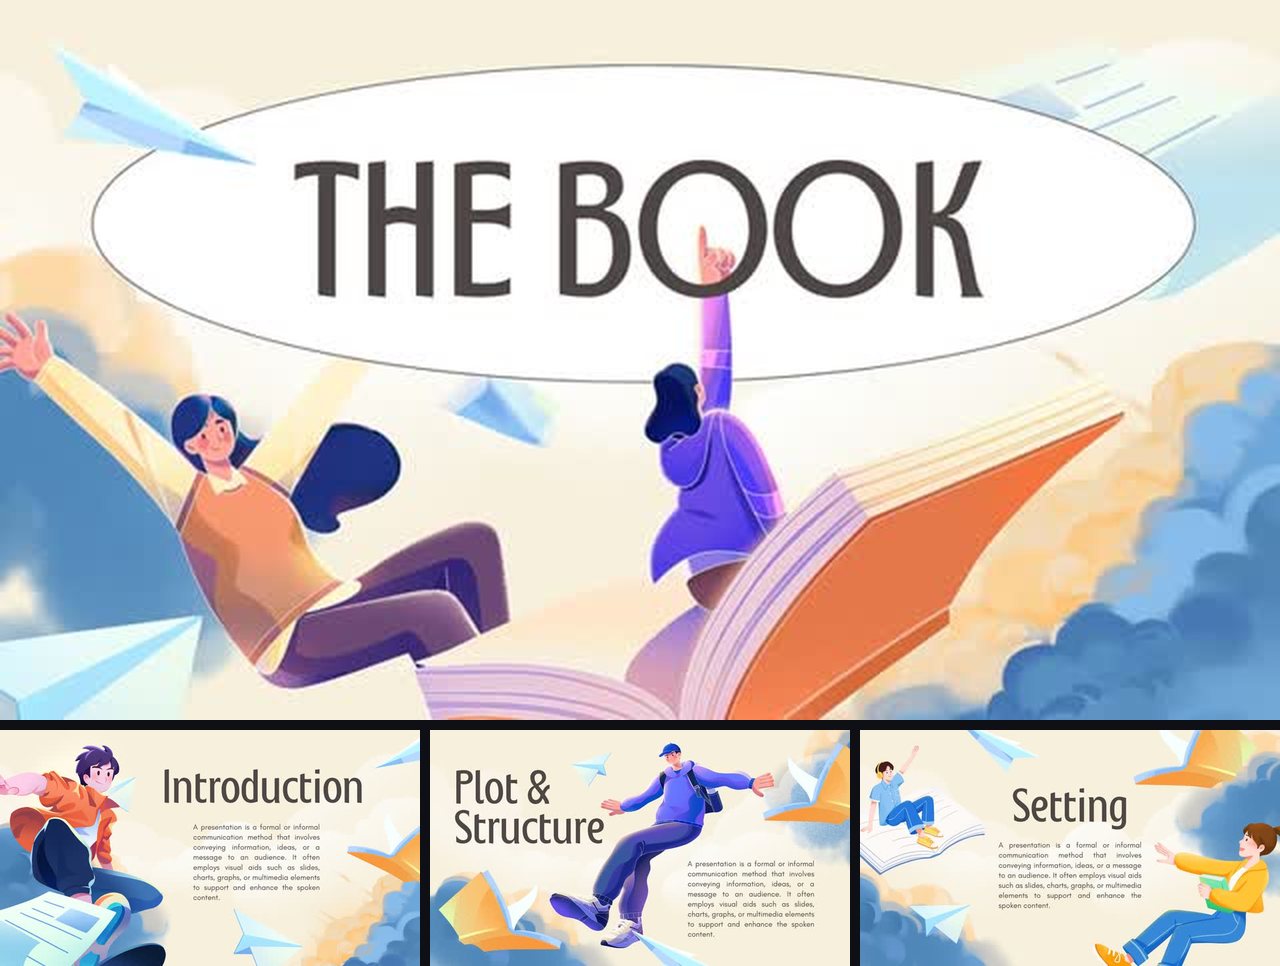 THE BOOK
Introduction
A presentation is a formal or informal
communication method that involves
conveying information, ideas, or a
message to an audience. It often
employs visual aids such as slides,
charts, graphs, or multimedia elements
to support and enhance the spoken
content.
Plot &
Structure
A presentation is a formal or informal
communication method that involves
conveying information, ideas, or a
message to an audience. It often
employs visual aids such as slides,
charts, graphs, or multimedia elements
to support and enhance the spoken
content.
Setting
A presentation is a formal or informal
communication method that involves
conveying information, ideas, or a message
to an audience. It often employs visual aids
such as slides, charts, graphs, or multimedia
elements to support and enhance the
spoken content.